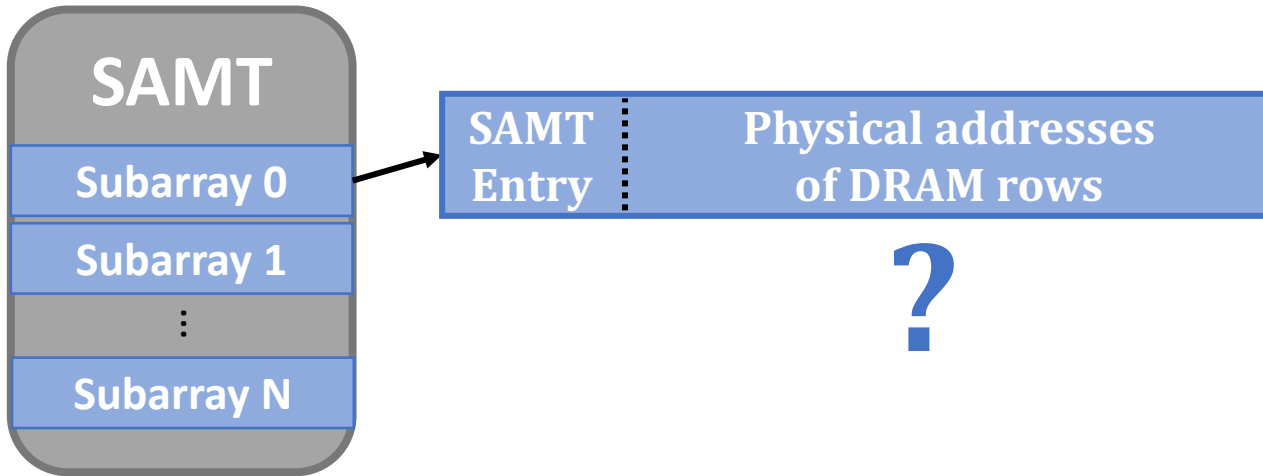 SAMT
Subarray 0
Subarray 1
⋮
Subarray N
SAMT
Entry
Physical addresses
of DRAM rows
?